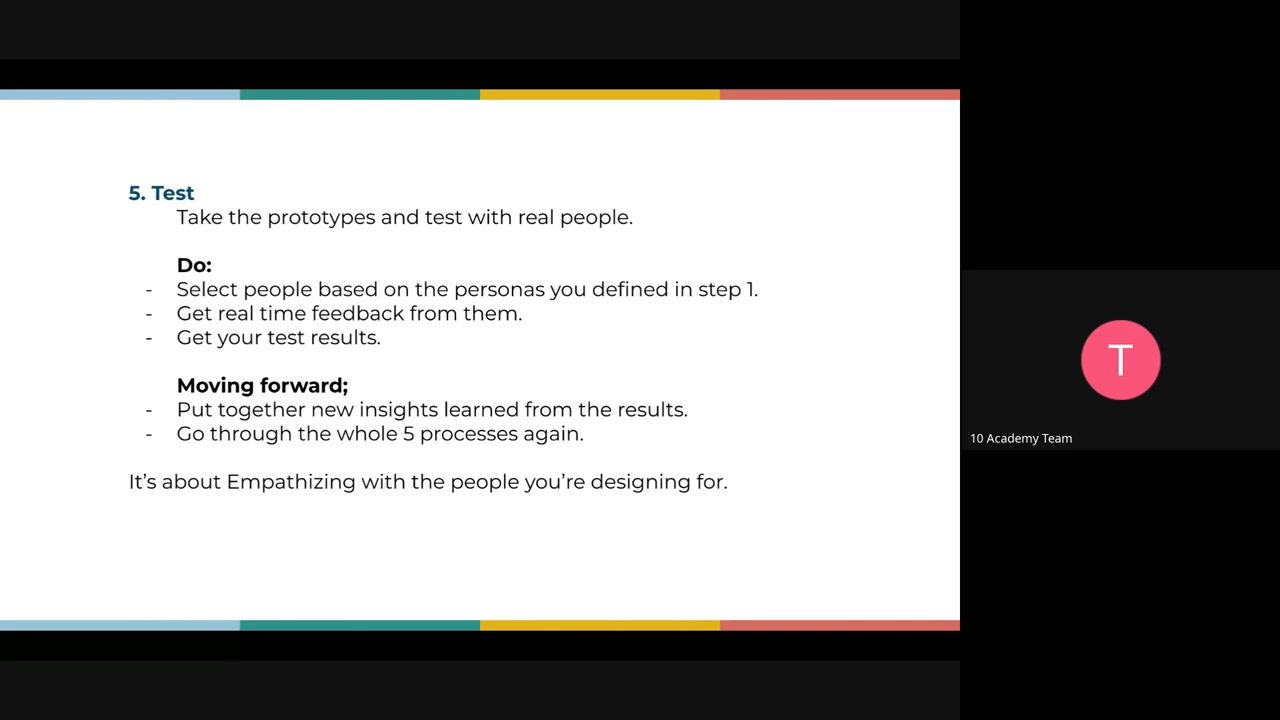 5. Test
Take the prototypes and test with real people.
Do:
- Select people based on the personas you defined in step 1.
- Get real time feedback from them.
- Get your test results.
Moving forward;
- Put together new insights learned from the results.
- Go through the whole 5 processes again.
It’s about Empathizing with the people you’re designing for.
T
10 Academy Team